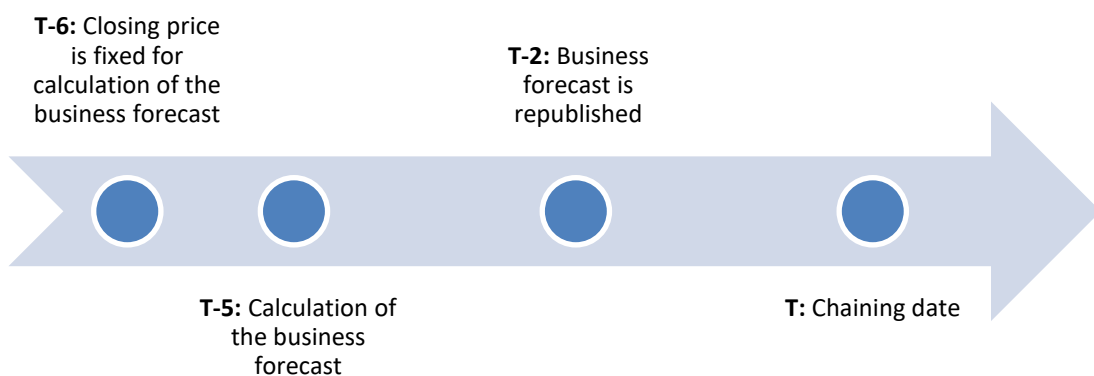 T-6: Closing price
is fixed for
calculation of the
business forecast
T-5: Calculation of
the business
forecast
T-2: Business
forecast is
republished
T: Chaining date